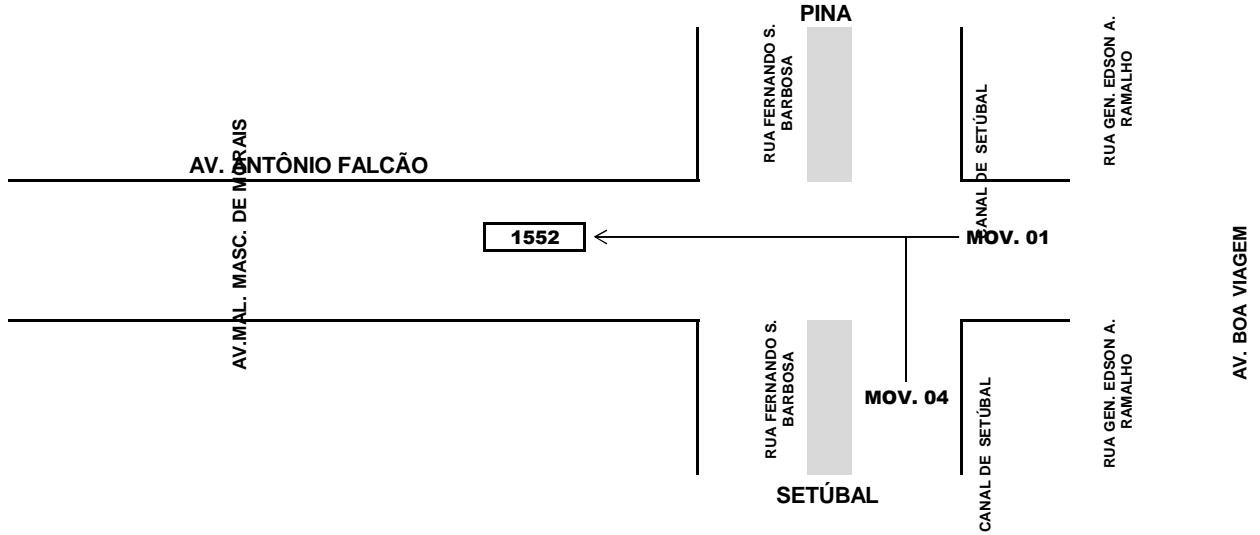 PINA
RUA FERNANDO S.
BARBOSA
CANAL DE SETÚBAL
RUA GEN. EDSON A.
RAMALHO
AV. ANTÔNIO FALCÃO
AV.MAL. MASC. DE MORAIS
1552
MOV. 01
AV. BOA VIAGEM
RUA FERNANDO S.
BARBOSA
MOV. 04
CANAL DE SETÚBAL
RUA GEN. EDSON A.
RAMALHO
SETÚBAL